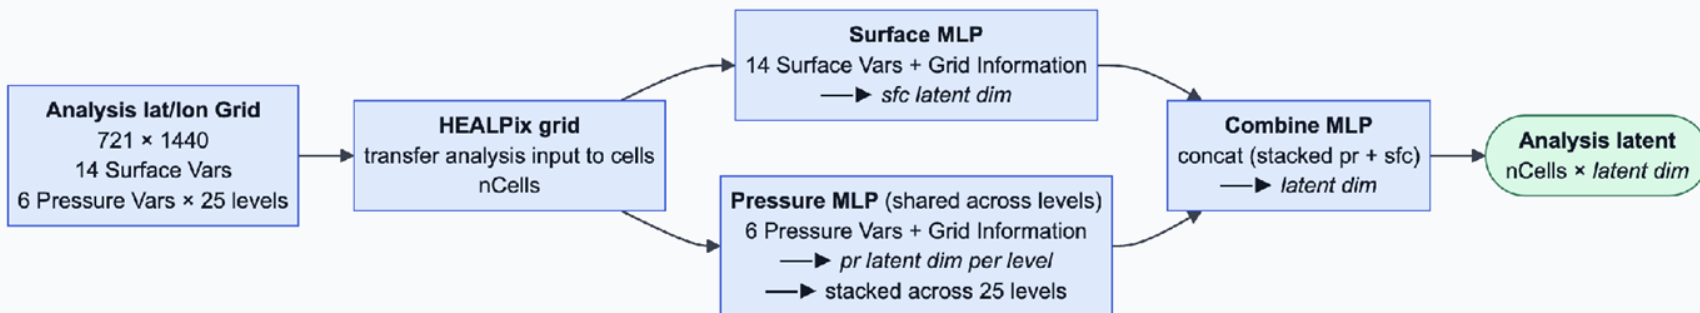 Analysis lat/lon Grid
721 × 1440
14 Surface Vars
6 Pressure Vars × 25 levels
HEALPix grid
transfer analysis input to cells
nCells
Surface MLP
14 Surface Vars + Grid Information
→ sfc latent dim
Pressure MLP (shared across levels)
6 Pressure Vars + Grid Information
→ pr latent dim per level
→ stacked across 25 levels
Combine MLP
concat (stacked pr + sfc)
→ latent dim
Analysis latent
nCells × latent dim